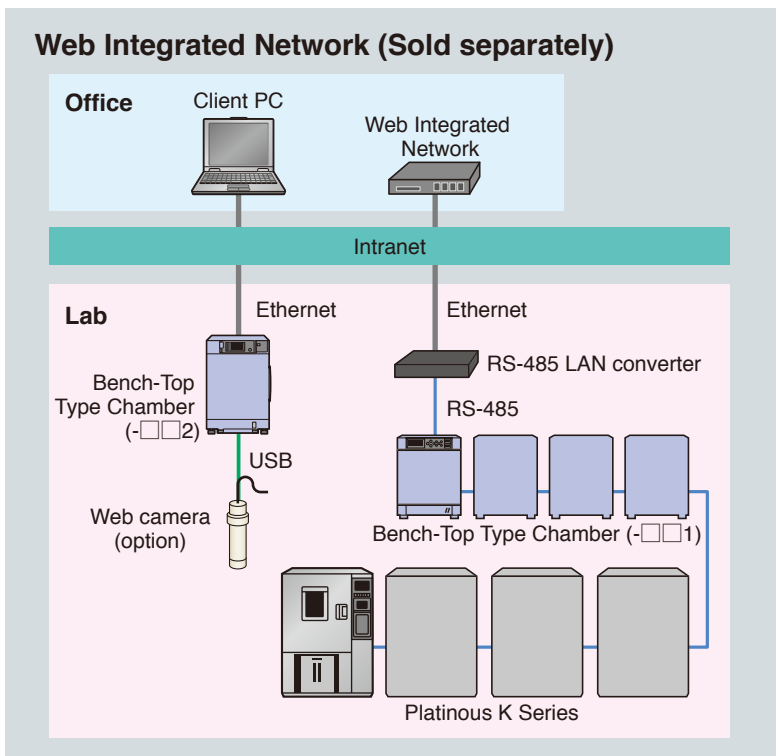 Web Integrated Network (Sold separately)
Office
Client PC
Web Integrated
Network
Intranet
Lab
Ethernet
Ethernet
Bench-Top
Type Chamber
(-□□2)
RS-485 LAN converter
RS-485
USB
Web camera
(option)
Bench-Top Type Chamber (-□□1)
Platinous K Series